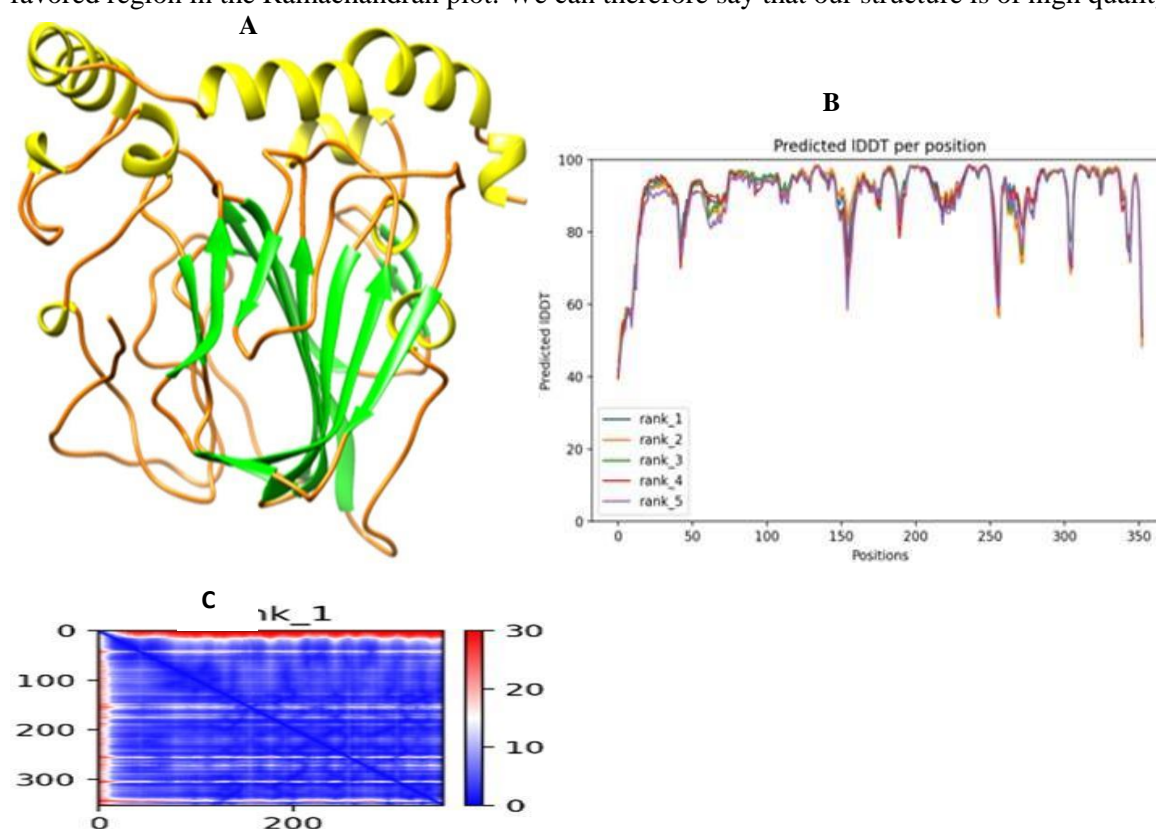 favored region in the Ramachandran plot. We can therefore say that our structure is of high
A
B
Predicted lDDT per position
100
80
60
40
20
0
Predicted lDDT
rank_1
rank_2
rank_3
rank_4
rank_5
0 50 100 150 200 250 300 350
Positions
C
nk_1
0
100
200
300
0 200
30
20
10
0